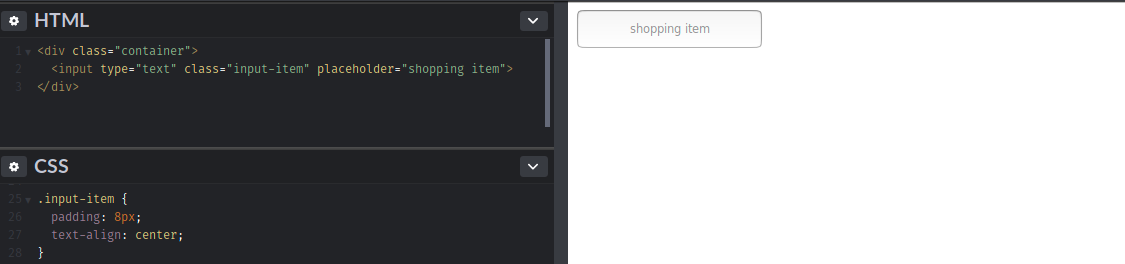 HTML
1 <div class="container">
2 <input type="text" class="input-item" placeholder="shopping item">
3 </div>
CSS
25 .input-item {
26 padding: 8px;
27 text-align: center;
28 }
shopping item